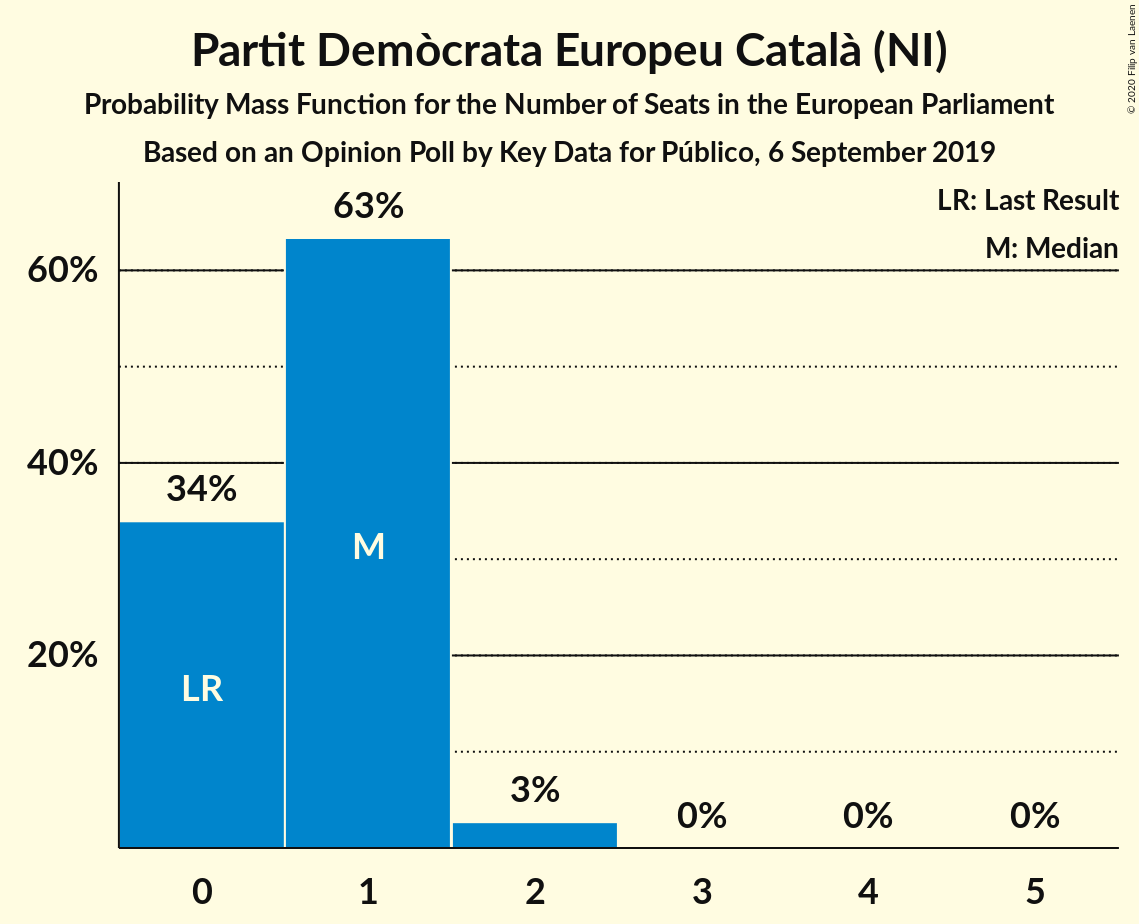 Partit Demòcrata Europeu Català (NI)
Probability Mass Function for the Number of Seats in the European Parliament
Based on an Opinion Poll by Key Data for Público, 6 September 2019
© 2020 Filip van Laenen
LR: Last Result
M: Median
63%
60%
40%
34%
M
20%
LR
3%
0% 0% 0%
0 1 2 3 4 5